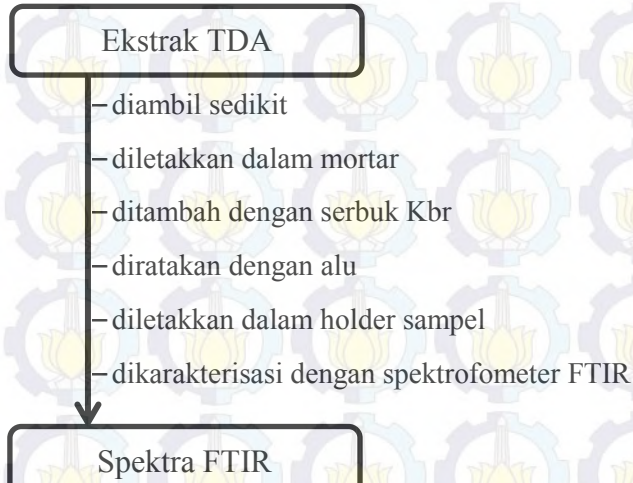 Ekstrak TDA
– diambil sedikit
– diletakkan dalam mortar
– ditambah dengan serbuk Kbr
– diratakan dengan alu
– diletakkan dalam holder sampel
– dikarakterisasi dengan spektrofometer FTIR
Spektra FTIR